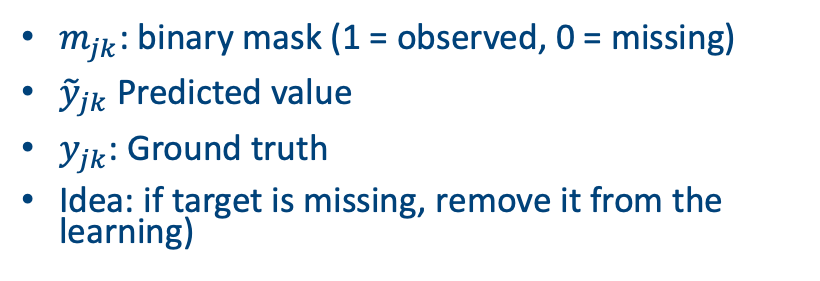 • m_jk: binary mask (1 = observed, 0 = missing)
• ỹ_jk Predicted value
• y_jk: Ground truth
• Idea: if target is missing, remove it from the
learning)